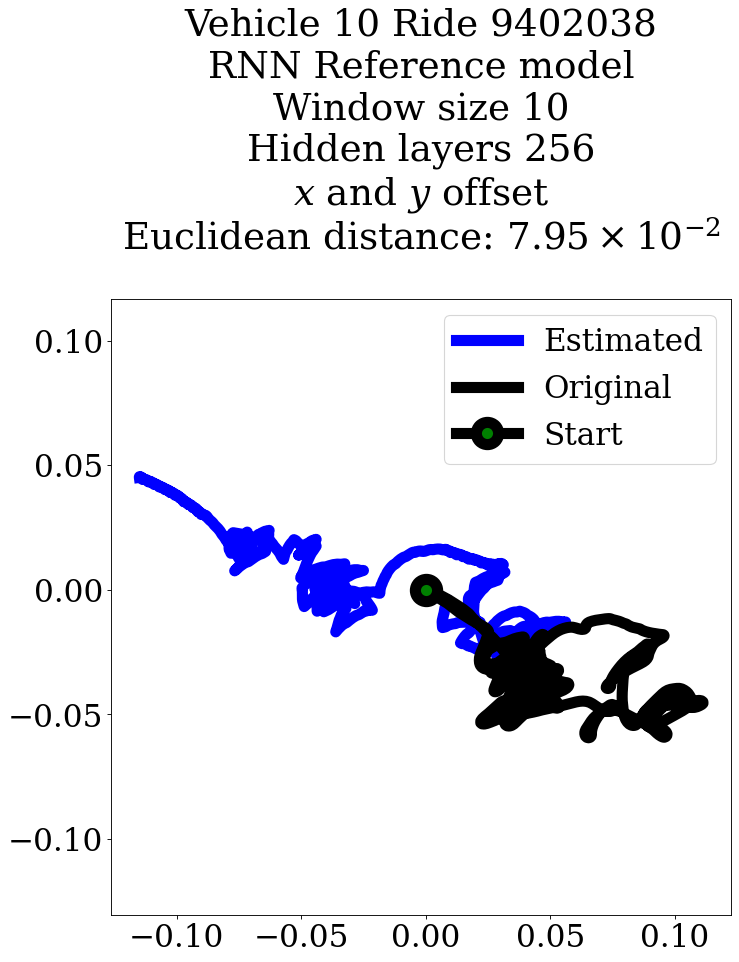 Vehicle 10 Ride 9402038
RNN Reference model
Window size 10
Hidden layers 256
x and y offset
Euclidean distance: 7.95 × 10⁻²
Estimated
Original
Start
0.10
0.05
0.00
−0.05
−0.10
−0.10 −0.05 0.00 0.05 0.10